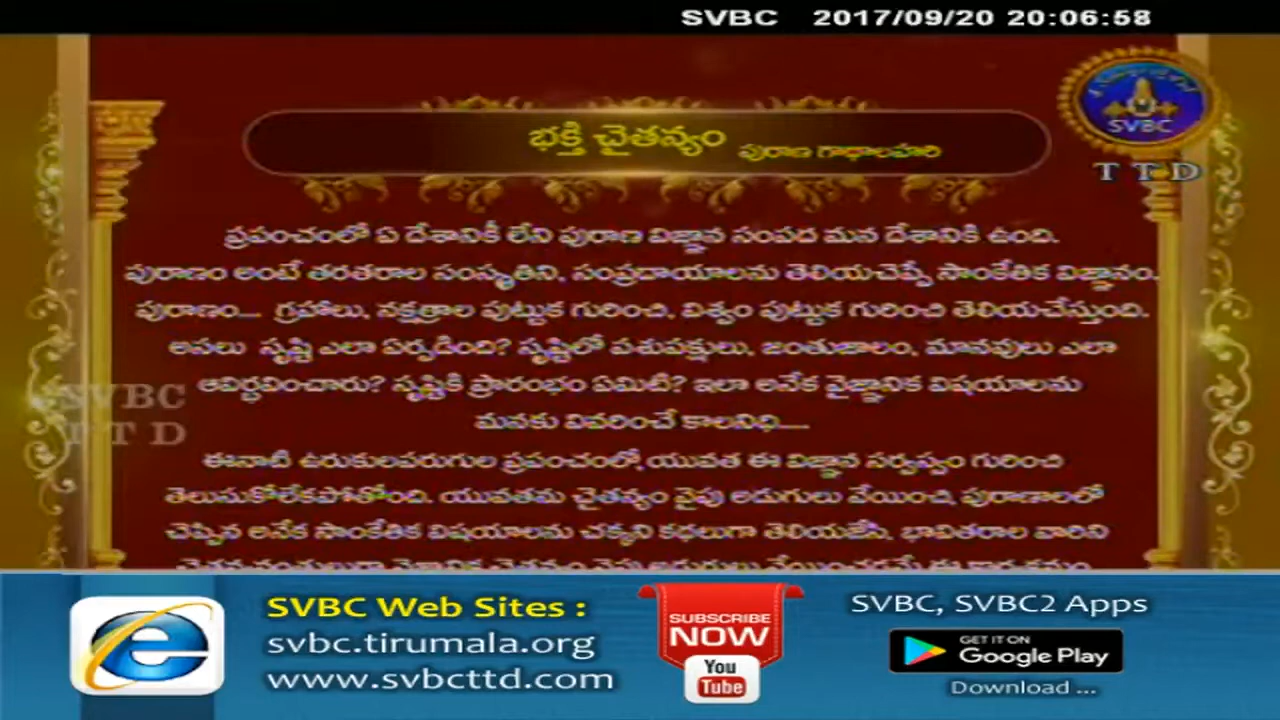 SVBC 2017/09/20 20:06:58
SVBC
T T D
భక్తి చైతన్యం పురాణ గాధాలహరి
ప్రపంచంలో ఏ దేశానికీ లేని పురాణ విజ్ఞాన సంపద మన దేశానికి ఉంది.
పురాణం అంటే తరతరాల సంస్కృతిని, సంప్రదాయాలను తెలియచెప్పే సాంకేతిక విజ్ఞానం.
పురాణం.... గ్రహాలు, నక్షత్రాల పుట్టుక గురించి, విశ్వం పుట్టుక గురించి తెలియచేస్తుంది.
అసలు సృష్టి ఎలా ఏర్పడింది? సృష్టిలో పశుపక్షులు, జంతుజాలం, మానవులు ఎలా
ఆవిర్భవించారు? సృష్టికి ప్రారంభం ఏమిటి? ఇలా అనేక వైజ్ఞానిక విషయాలను
మనకు వివరించే కాలనిధి.....
SVBC
T T D
ఈనాటి ఉరుకులపరుగుల ప్రపంచంలో, యువత ఈ విజ్ఞాన సర్వస్వం గురించి
తెలుసుకోలేకపోతోంది. యువతను చైతన్యం వైపు అడుగులు వేయించి, పురాణాలలో
చెప్పిన అనేక సాంకేతిక విషయాలను చక్కని కథలుగా తెలియజేసి, భావితరాల వారిని
SVBC Web Sites :
svbc.tirumala.org
www.svbcttd.com
SUBSCRIBE
NOW
You
Tube
SVBC, SVBC2 Apps
GET IT ON
Google Play
Download ...